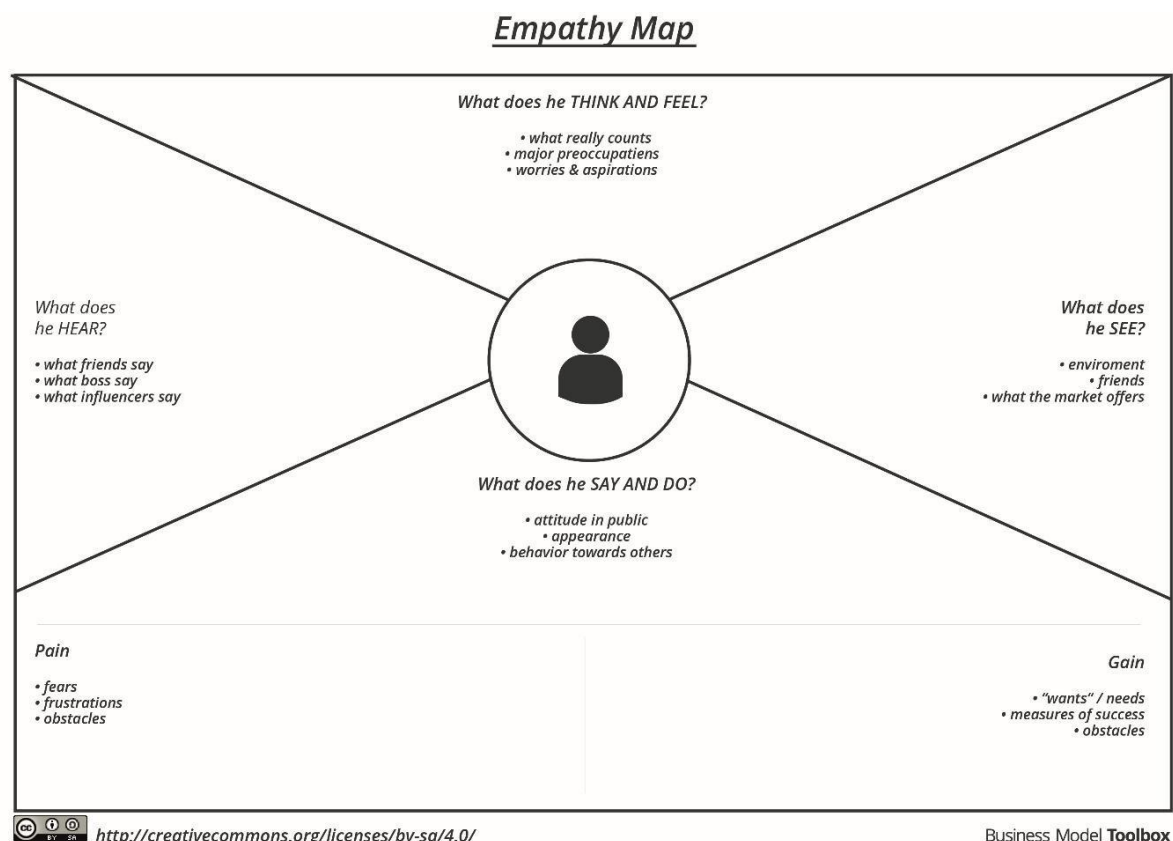 Empathy Map
What does he THINK AND FEEL?
• what really counts
• major preoccupatiens
• worries & aspirations
What does
he HEAR?
• what friends say
• what boss say
• what influencers say
What does
he SEE?
• enviroment
• friends
• what the market offers
What does he SAY AND DO?
• attitude in public
• appearance
• behavior towards others
Pain
• fears
• frustrations
• obstacles
Gain
• “wants” / needs
• measures of success
• obstacles
cc BY SA
http://creativecommons.org/licenses/by-sa/4.0/
Business Model Toolbox